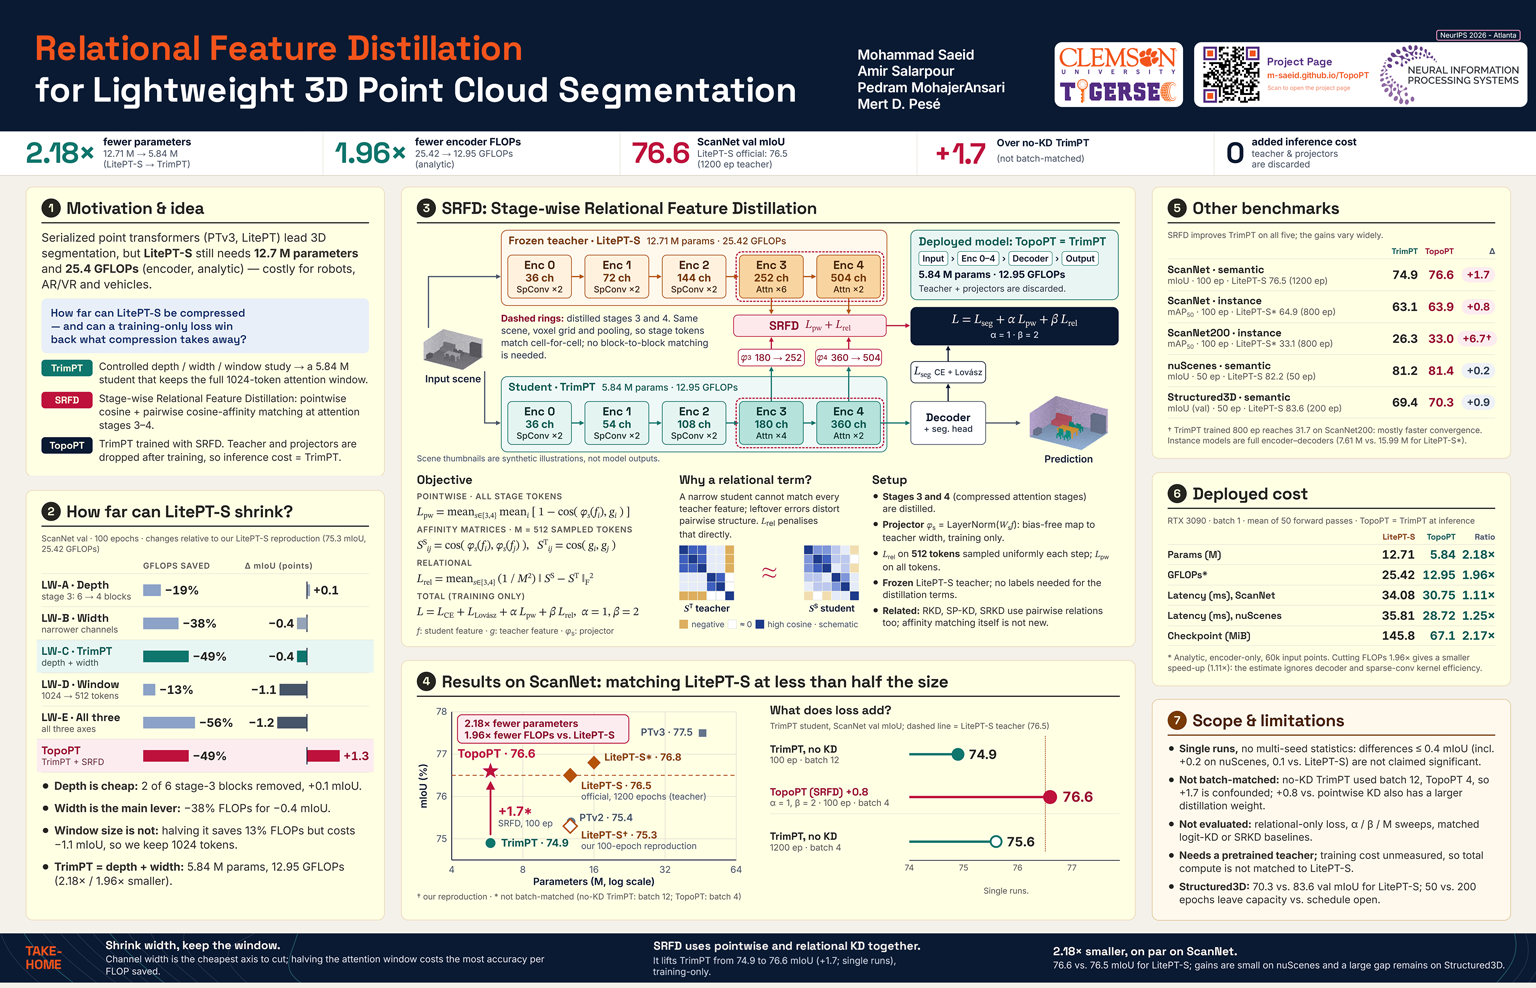 Relational Feature Distillation
for Lightweight 3D Point Cloud Segmentation
Mohammad Saeid
Amir Salarpour
Pedram MohajerAnsari
Mert D. Pesé
CLEMSON
UNIVERSITY
TIGERSEC
Project Page
m-saeid.github.io/TopoPT
Scan to open the project page
NeurIPS 2026 - Atlanta
NEURAL INFORMATION
PROCESSING SYSTEMS
2.18×
fewer parameters
12.71 M → 5.84 M
(LitePT-S → TrimPT)
1.96×
fewer encoder FLOPs
25.42 → 12.95 GFLOPs
(analytic)
76.6
ScanNet val mIoU
LitePT-S official: 76.5
(1200 ep teacher)
+1.7
Over no-KD TrimPT
(not batch-matched)
0
added inference cost
teacher & projectors
are discarded
1 Motivation & idea
Serialized point transformers (PTv3, LitePT) lead 3D
segmentation, but LitePT-S still needs 12.7 M parameters
and 25.4 GFLOPs (encoder, analytic) — costly for robots,
AR/VR and vehicles.
How far can LitePT-S be compressed
— and can a training-only loss win
back what compression takes away?
TrimPT
Controlled depth / width / window study → a 5.84 M
student that keeps the full 1024-token attention window.
SRFD
Stage-wise Relational Feature Distillation: pointwise
cosine + pairwise cosine-affinity matching at attention
stages 3–4.
TopoPT
TrimPT trained with SRFD. Teacher and projectors are
dropped after training, so inference cost = TrimPT.
2 How far can LitePT-S shrink?
ScanNet val · 100 epochs · changes relative to our LitePT-S reproduction (75.3 mIoU,
25.42 GFLOPs)
GFLOPS SAVED Δ mIoU (points)
LW-A · Depth
stage 3: 6 → 4 blocks
−19% +0.1
LW-B · Width
narrower channels
−38% −0.4
LW-C · TrimPT
depth + width
−49% −0.4
LW-D · Window
1024 → 512 tokens
−13% −1.1
LW-E · All three
all three axes
−56% −1.2
TopoPT
TrimPT + SRFD
−49% +1.3
• Depth is cheap: 2 of 6 stage-3 blocks removed, +0.1 mIoU.
• Width is the main lever: −38% FLOPs for −0.4 mIoU.
• Window size is not: halving it saves 13% FLOPs but costs
−1.1 mIoU, so we keep 1024 tokens.
• TrimPT = depth + width: 5.84 M params, 12.95 GFLOPs
(2.18× / 1.96× smaller).
3 SRFD: Stage-wise Relational Feature Distillation
Frozen teacher · LitePT-S 12.71 M params · 25.42 GFLOPs
Enc 0
36 ch
SpConv ×2
Enc 1
72 ch
SpConv ×2
Enc 2
144 ch
SpConv ×2
Enc 3
252 ch
Attn ×6
Enc 4
504 ch
Attn ×2
Deployed model: TopoPT = TrimPT
Input › Enc 0–4 › Decoder › Output
5.84 M params · 12.95 GFLOPs
Teacher + projectors are discarded.
Dashed rings: distilled stages 3 and 4. Same
scene, voxel grid and pooling, so stage tokens
match cell-for-cell; no block-to-block matching
is needed.
SRFD L_pw + L_rel
L = L_seg + α L_pw + β L_rel
α = 1 · β = 2
φ3 180 → 252
φ4 360 → 504
L_seg CE + Lovász
Input scene
Student · TrimPT 5.84 M params · 12.95 GFLOPs
Enc 0
36 ch
SpConv ×2
Enc 1
54 ch
SpConv ×2
Enc 2
108 ch
SpConv ×2
Enc 3
180 ch
Attn ×4
Enc 4
360 ch
Attn ×2
Decoder
+ seg. head
Prediction
Scene thumbnails are synthetic illustrations, not model outputs.
Objective
POINTWISE · ALL STAGE TOKENS
L_pw = mean_s∈{3,4} mean_i [ 1 − cos( φ_s(f_i), g_i ) ]
AFFINITY MATRICES · M = 512 SAMPLED TOKENS
S^S_ij = cos( φ_s(f_i), φ_s(f_j) ), S^T_ij = cos( g_i, g_j )
RELATIONAL
L_rel = mean_s∈{3,4} (1 / M²) ‖ S^S − S^T ‖_F²
TOTAL (TRAINING ONLY)
L = L_CE + L_Lovász + α L_pw + β L_rel, α = 1, β = 2
f: student feature · g: teacher feature · φ_s: projector
Why a relational term?
A narrow student cannot match every
teacher feature; leftover errors distort
pairwise structure. L_rel penalises
that directly.
≈
S^T teacher
S^S student
negative ≈ 0 high cosine · schematic
Setup
• Stages 3 and 4 (compressed attention stages)
are distilled.
• Projector φ_s = LayerNorm(W_s f): bias-free map to
teacher width, training only.
• L_rel on 512 tokens sampled uniformly each step; L_pw
on all tokens.
• Frozen LitePT-S teacher; no labels needed for the
distillation terms.
• Related: RKD, SP-KD, SRKD use pairwise relations
too; affinity matching itself is not new.
4 Results on ScanNet: matching LitePT-S at less than half the size
mIoU (%)
78
77
76
75
2.18× fewer parameters
1.96× fewer FLOPs vs. LitePT-S
PTv3 · 77.5
TopoPT · 76.6
LitePT-S* · 76.8
LitePT-S · 76.5
official, 1200 epochs (teacher)
+1.7*
SRFD, 100 ep
PTv2 · 75.4
LitePT-S† · 75.3
our 100-epoch reproduction
TrimPT · 74.9
4 8 16 32 64
Parameters (M, log scale)
† our reproduction · * not batch-matched (no-KD TrimPT: batch 12; TopoPT: batch 4)
What does loss add?
TrimPT student, ScanNet val mIoU; dashed line = LitePT-S teacher (76.5)
TrimPT, no KD
100 ep · batch 12
74.9
TopoPT (SRFD) +0.8
α = 1, β = 2 · 100 ep · batch 4
76.6
TrimPT, no KD
1200 ep · batch 4
75.6
74 75 76 77
Single runs.
5 Other benchmarks
SRFD improves TrimPT on all five; the gains vary widely.
TrimPT TopoPT Δ
ScanNet · semantic
mIoU · 100 ep · LitePT-S 76.5 (1200 ep)
74.9 76.6 +1.7
ScanNet · instance
mAP50 · 100 ep · LitePT-S* 64.9 (800 ep)
63.1 63.9 +0.8
ScanNet200 · instance
mAP50 · 100 ep · LitePT-S* 33.1 (800 ep)
26.3 33.0 +6.7†
nuScenes · semantic
mIoU · 50 ep · LitePT-S 82.2 (50 ep)
81.2 81.4 +0.2
Structured3D · semantic
mIoU (val) · 50 ep · LitePT-S 83.6 (200 ep)
69.4 70.3 +0.9
† TrimPT trained 800 ep reaches 31.7 on ScanNet200: mostly faster convergence.
Instance models are full encoder–decoders (7.61 M vs. 15.99 M for LitePT-S*).
6 Deployed cost
RTX 3090 · batch 1 · mean of 50 forward passes · TopoPT = TrimPT at inference
LitePT-S TopoPT Ratio
Params (M) 12.71 5.84 2.18×
GFLOPs* 25.42 12.95 1.96×
Latency (ms), ScanNet 34.08 30.75 1.11×
Latency (ms), nuScenes 35.81 28.72 1.25×
Checkpoint (MiB) 145.8 67.1 2.17×
* Analytic, encoder-only, 60k input points. Cutting FLOPs 1.96× gives a smaller
speed-up (1.11×): the estimate ignores decoder and sparse-conv kernel efficiency.
7 Scope & limitations
• Single runs, no multi-seed statistics: differences ≤ 0.4 mIoU (incl.
+0.2 on nuScenes, 0.1 vs. LitePT-S) are not claimed significant.
• Not batch-matched: no-KD TrimPT used batch 12, TopoPT 4, so
+1.7 is confounded; +0.8 vs. pointwise KD also has a larger
distillation weight.
• Not evaluated: relational-only loss, α / β / M sweeps, matched
logit-KD or SRKD baselines.
• Needs a pretrained teacher; training cost unmeasured, so total
compute is not matched to LitePT-S.
• Structured3D: 70.3 vs. 83.6 val mIoU for LitePT-S; 50 vs. 200
epochs leave capacity vs. schedule open.
TAKE-
HOME
Shrink width, keep the window.
Channel width is the cheapest axis to cut; halving the attention window costs the most accuracy per
FLOP saved.
SRFD uses pointwise and relational KD together.
It lifts TrimPT from 74.9 to 76.6 mIoU (+1.7; single runs),
training-only.
2.18× smaller, on par on ScanNet.
76.6 vs. 76.5 mIoU for LitePT-S; gains are small on nuScenes and a large gap remains on Structured3D.